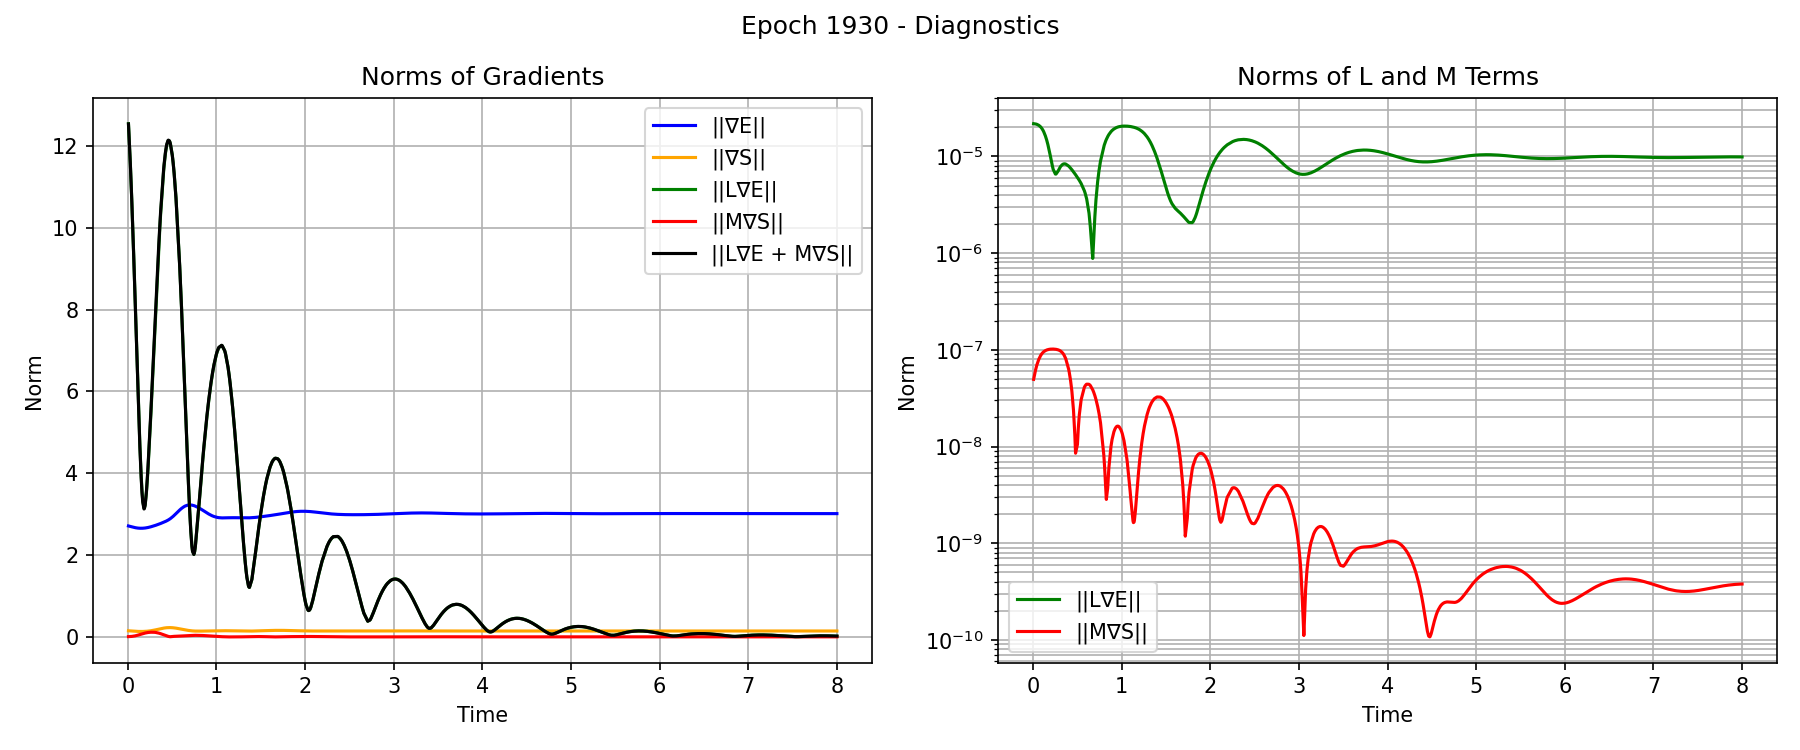 Epoch 1930 - Diagnostics
Norms of Gradients
12
10
8
6
4
2
0
0 1 2 3 4 5 6 7 8
Norm
Time
||∇E||
||∇S||
||L∇E||
||M∇S||
||L∇E + M∇S||
Norms of L and M Terms
10⁻⁵
10⁻⁶
10⁻⁷
10⁻⁸
10⁻⁹
10⁻¹⁰
0 1 2 3 4 5 6 7 8
Norm
Time
||L∇E||
||M∇S||